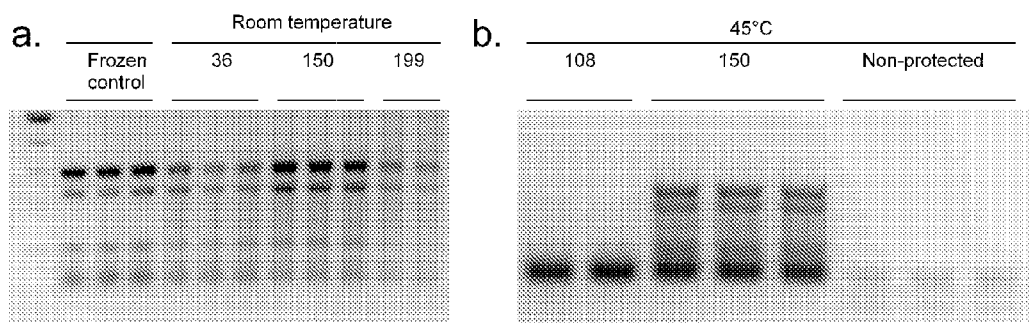 a.
Room temperature
Frozen control
36
150
199
b.
45°C
108
150
Non-protected